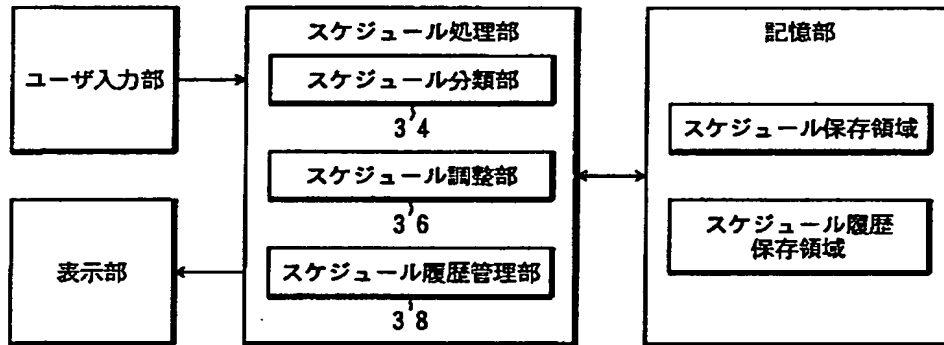 ユーザ入力部
表示部
スケジュール処理部
スケジュール分類部
34
スケジュール調整部
36
スケジュール履歴管理部
38
記憶部
スケジュール保存領域
スケジュール履歴
保存領域